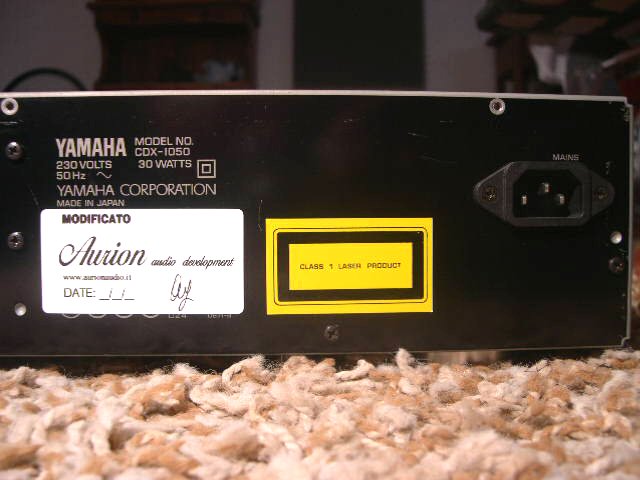 YAMAHA MODEL NO. CDX-1050
230 VOLTS 30 WATTS
50Hz ~
YAMAHA CORPORATION
MADE IN JAPAN
MODIFICATO
Aurion audio development
www.aurionaudio.it
DATE: _/_/_
CLASS 1 LASER PRODUCT
MAINS